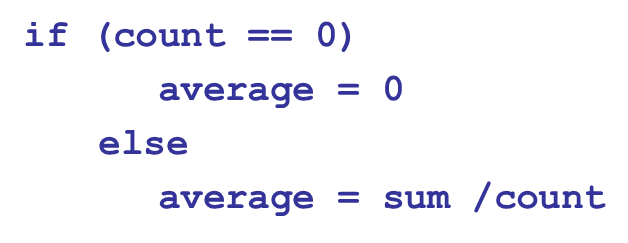 if (count == 0)
average = 0
else
average = sum /count